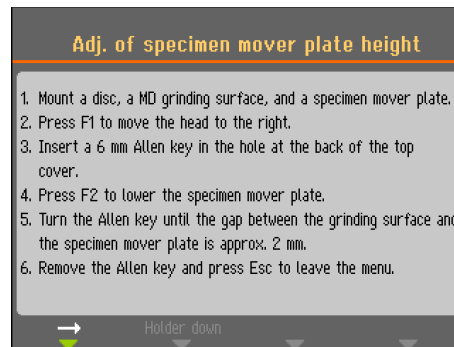 Adj. of specimen mover plate height
1. Mount a disc, a MD grinding surface, and a specimen mover plate.
2. Press F1 to move the head to the right.
3. Insert a 6 mm Allen key in the hole at the back of the top
cover.
4. Press F2 to lower the specimen mover plate.
5. Turn the Allen key until the gap between the grinding surface and
the specimen mover plate is approx. 2 mm.
6. Remove the Allen key and press Esc to leave the menu.
Holder down